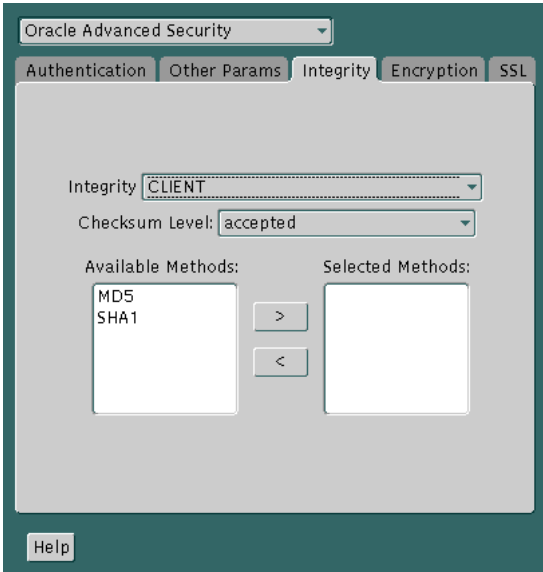 Oracle Advanced Security
Authentication Other Params Integrity Encryption SSL
Integrity CLIENT
Checksum Level: accepted
Available Methods: Selected Methods:
MD5
SHA1
>
<
Help